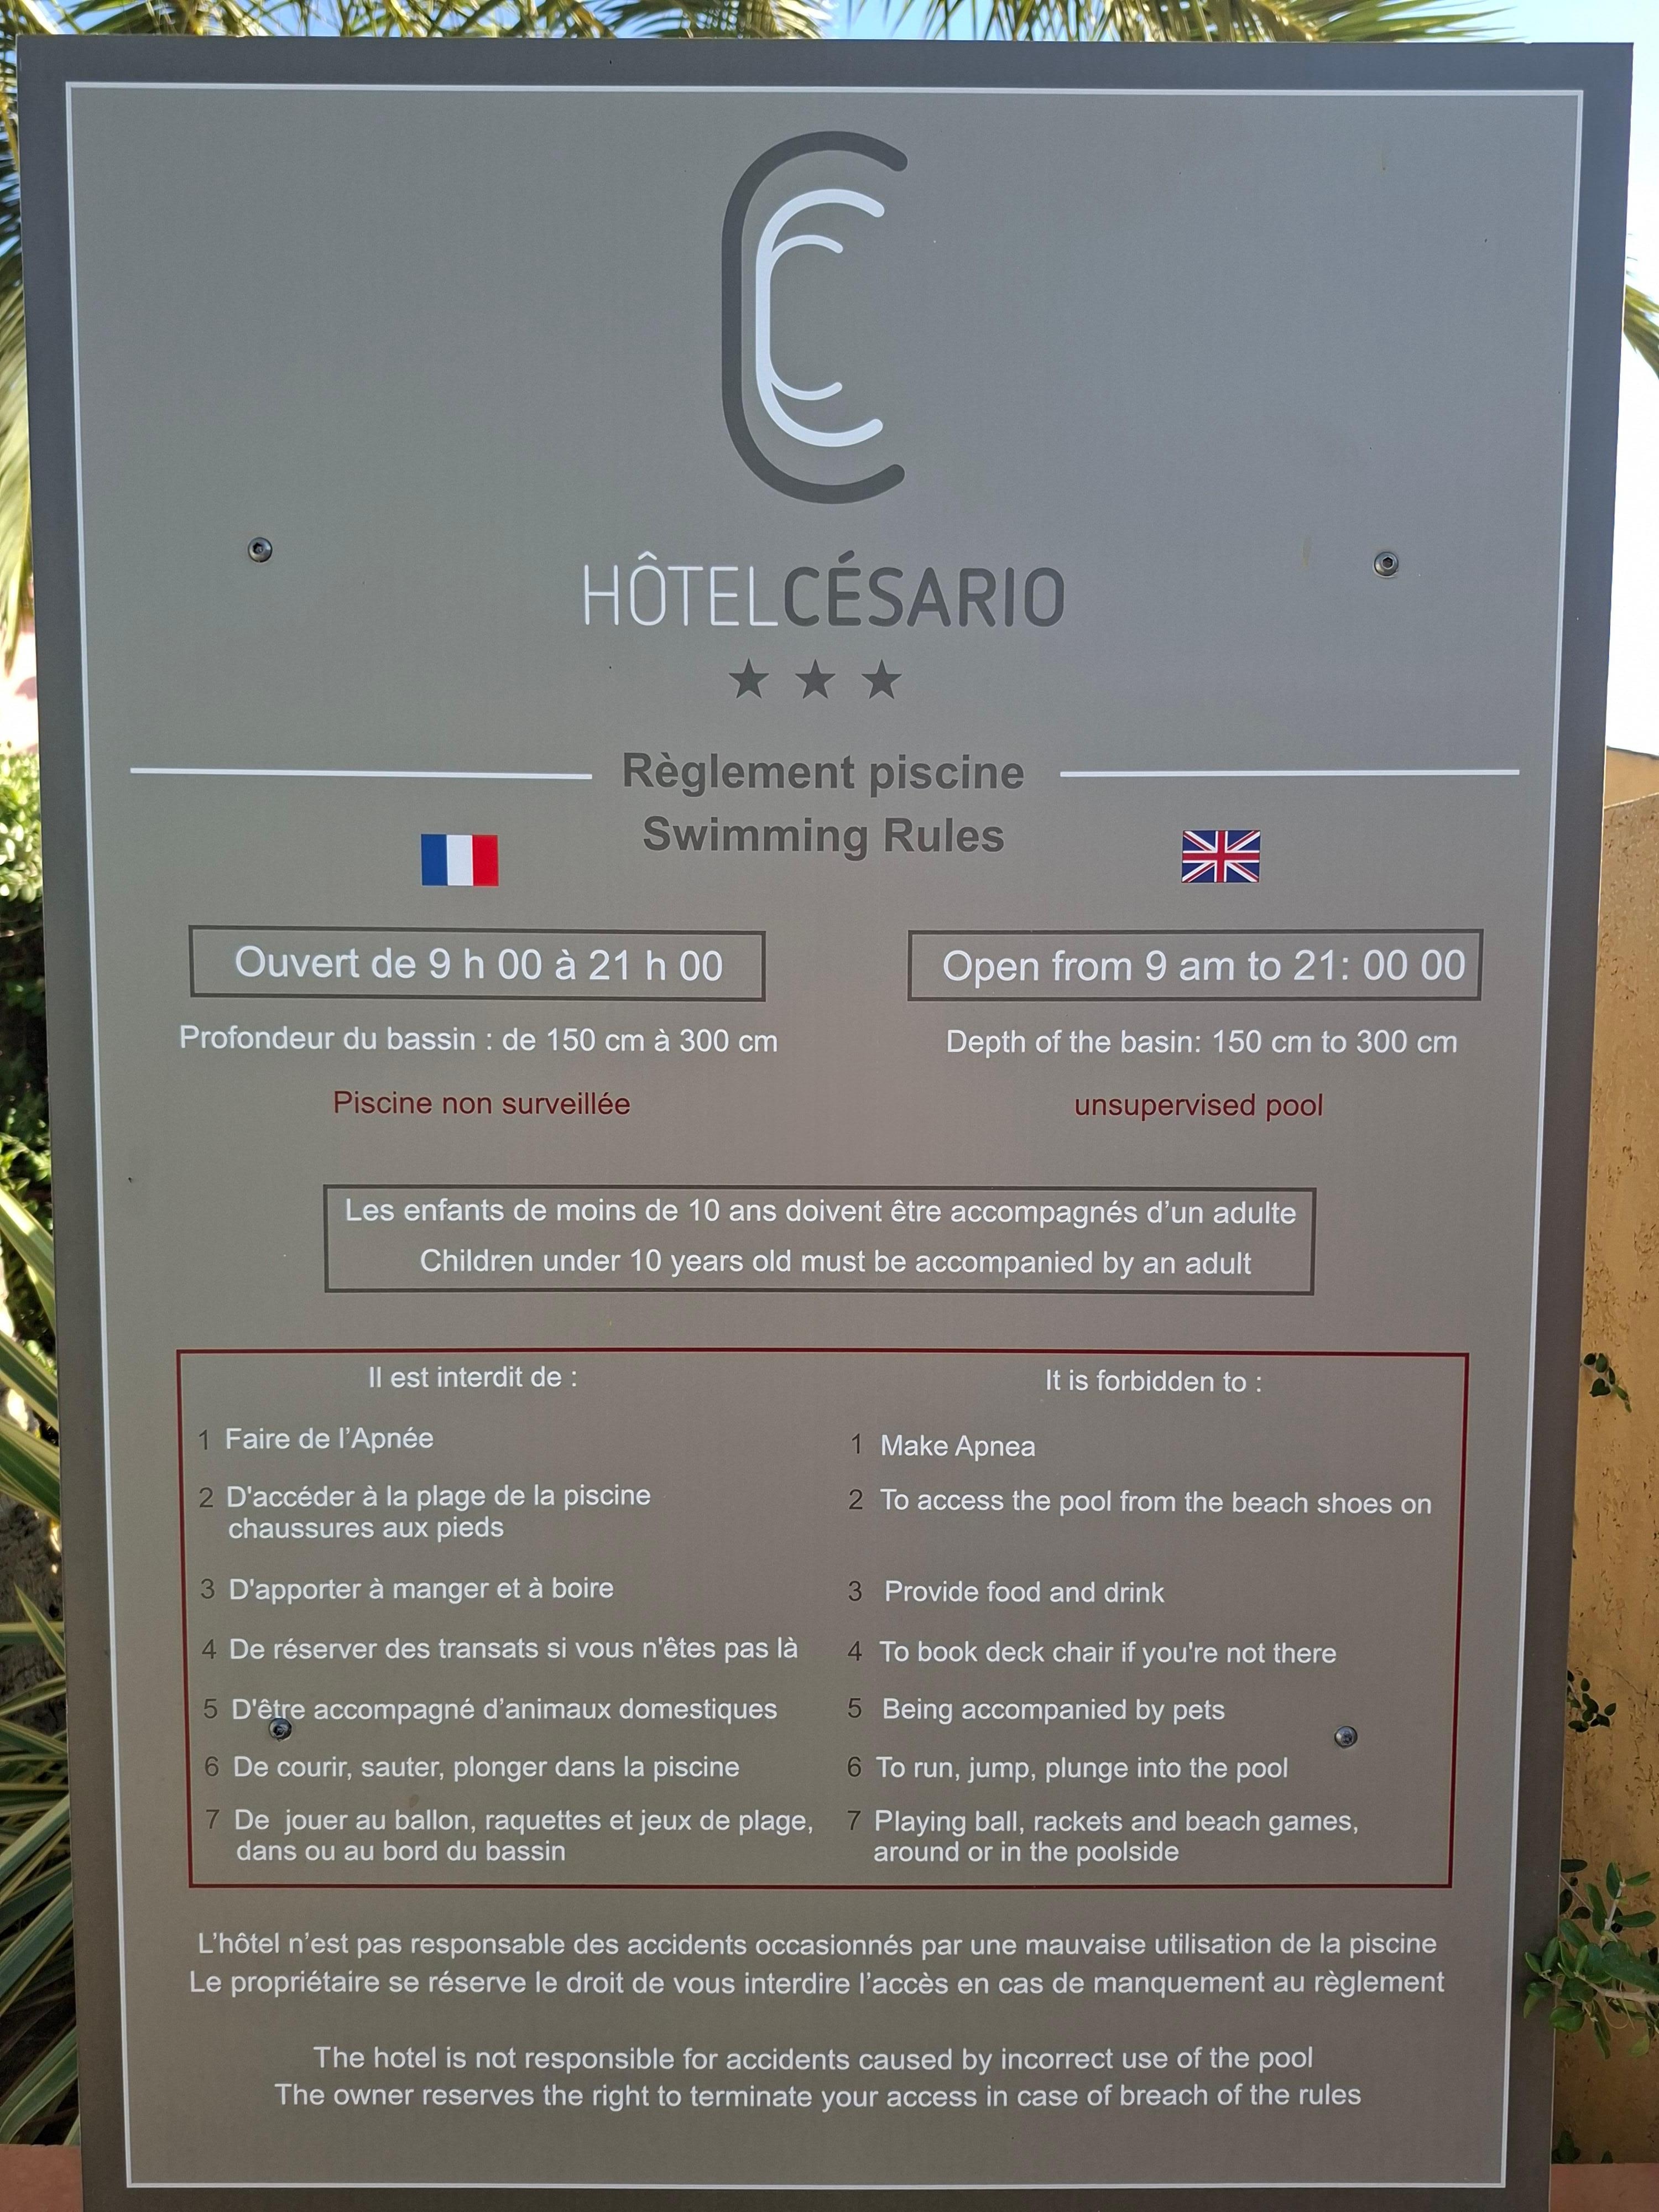 HÔTEL CÉSARIO
Règlement piscine
Swimming Rules
Ouvert de 9 h 00 à 21 h 00
Profondeur du bassin : de 150 cm à 300 cm
Piscine non surveillée
Open from 9 am to 21: 00 00
Depth of the basin: 150 cm to 300 cm
unsupervised pool
Les enfants de moins de 10 ans doivent être accompagnés d’un adulte
Children under 10 years old must be accompanied by an adult
Il est interdit de :
1 Faire de l’Apnée
2 D'accéder à la plage de la piscine
chaussures aux pieds
3 D'apporter à manger et à boire
4 De réserver des transats si vous n'êtes pas là
5 D'être accompagné d’animaux domestiques
6 De courir, sauter, plonger dans la piscine
7 De jouer au ballon, raquettes et jeux de plage,
dans ou au bord du bassin
It is forbidden to :
1 Make Apnea
2 To access the pool from the beach shoes on
3 Provide food and drink
4 To book deck chair if you're not there
5 Being accompanied by pets
6 To run, jump, plunge into the pool
7 Playing ball, rackets and beach games,
around or in the poolside
L’hôtel n’est pas responsable des accidents occasionnés par une mauvaise utilisation de la piscine
Le propriétaire se réserve le droit de vous interdire l’accès en cas de manquement au règlement
The hotel is not responsible for accidents caused by incorrect use of the pool
The owner reserves the right to terminate your access in case of breach of the rules